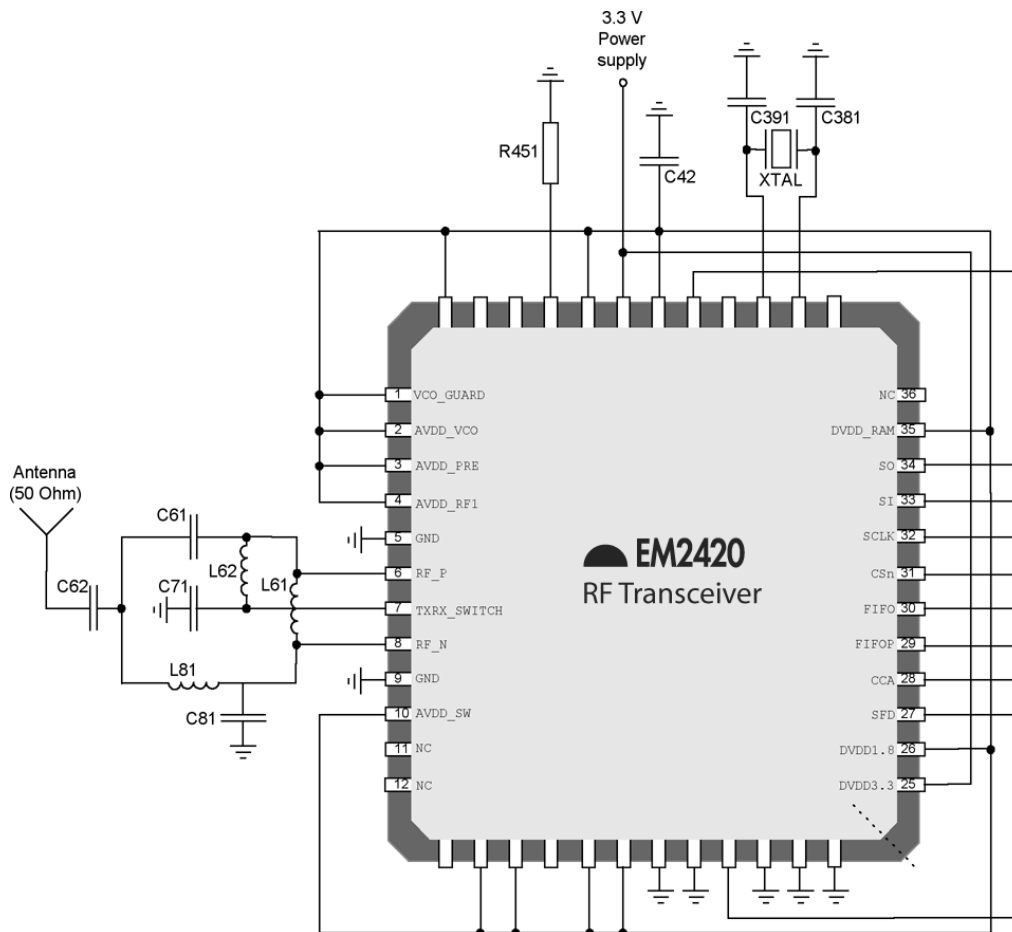 3.3 V
Power
supply
C391
C381
R451
C42
XTAL
1 VCO_GUARD
NC 36
2 AVDD_VCO
DVDD_RAM 35
3 AVDD_PRE
SO 34
Antenna
(50 Ohm)
4 AVDD_RF1
SI 33
C61
5 GND
SCLK 32
EM2420
RF Transceiver
L62
L61
C62
C71
6 RF_P
CSn 31
7 TXRX_SWITCH
FIFO 30
8 RF_N
FIFOP 29
L81
9 GND
CCA 28
C81
10 AVDD_SW
SFD 27
11 NC
DVDD1.8 26
12 NC
DVDD3.3 25